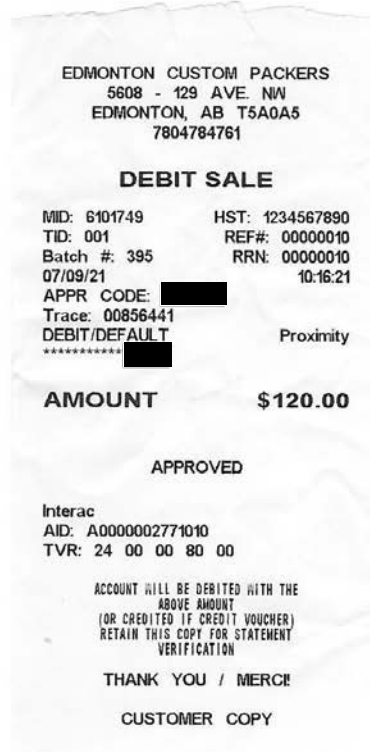 EDMONTON CUSTOM PACKERS
5608 - 129 AVE. NW
EDMONTON, AB T5A0A5
7804784761
DEBIT SALE
MID: 6101749 HST: 1234567890
TID: 001 REF#: 00000010
Batch #: 395 RRN: 00000010
07/09/21 10:16:21
APPR CODE:
Trace: 00856441
DEBIT/DEFAULT Proximity
***********
AMOUNT $120.00
APPROVED
Interac
AID: A0000002771010
TVR: 24 00 00 80 00
ACCOUNT WILL BE DEBITED WITH THE
ABOVE AMOUNT
(OR CREDITED IF CREDIT VOUCHER)
RETAIN THIS COPY FOR STATEMENT
VERIFICATION
THANK YOU / MERCI!
CUSTOMER COPY